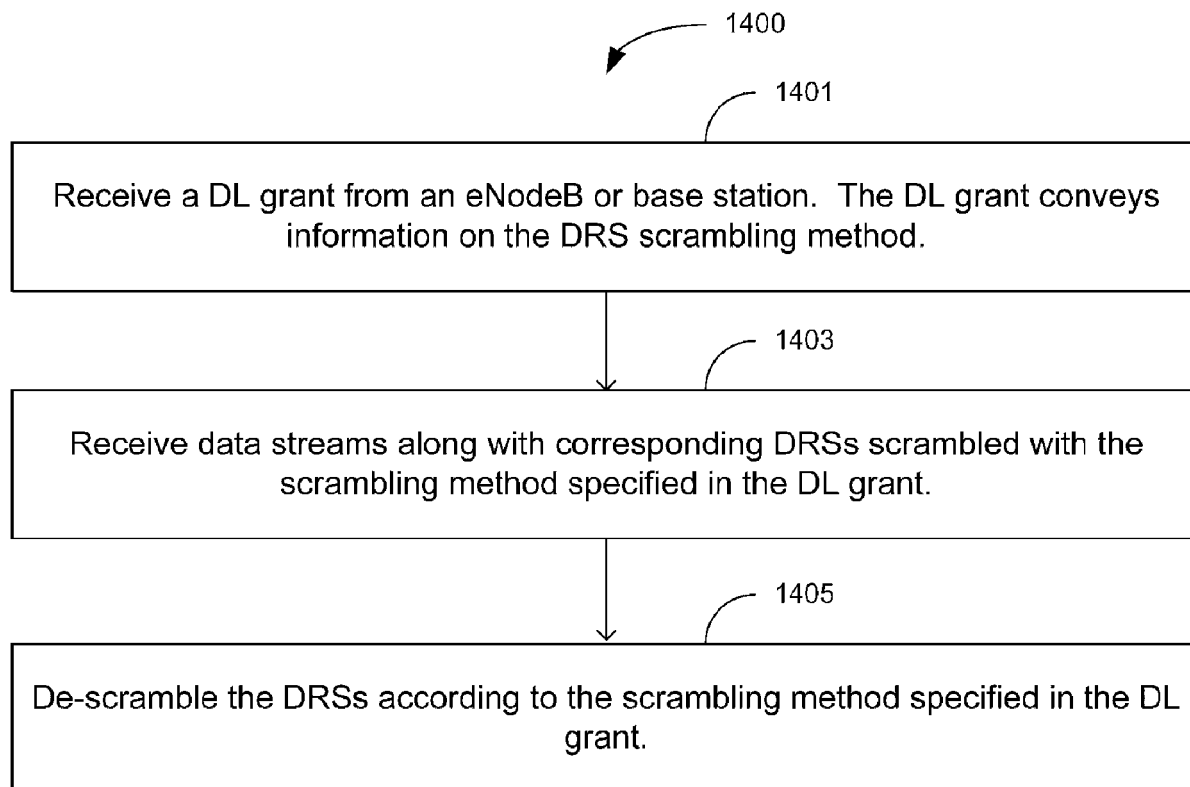 1400
1401
Receive a DL grant from an eNodeB or base station. The DL grant conveys
information on the DRS scrambling method.
1403
Receive data streams along with corresponding DRSs scrambled with the
scrambling method specified in the DL grant.
1405
De-scramble the DRSs according to the scrambling method specified in the DL
grant.